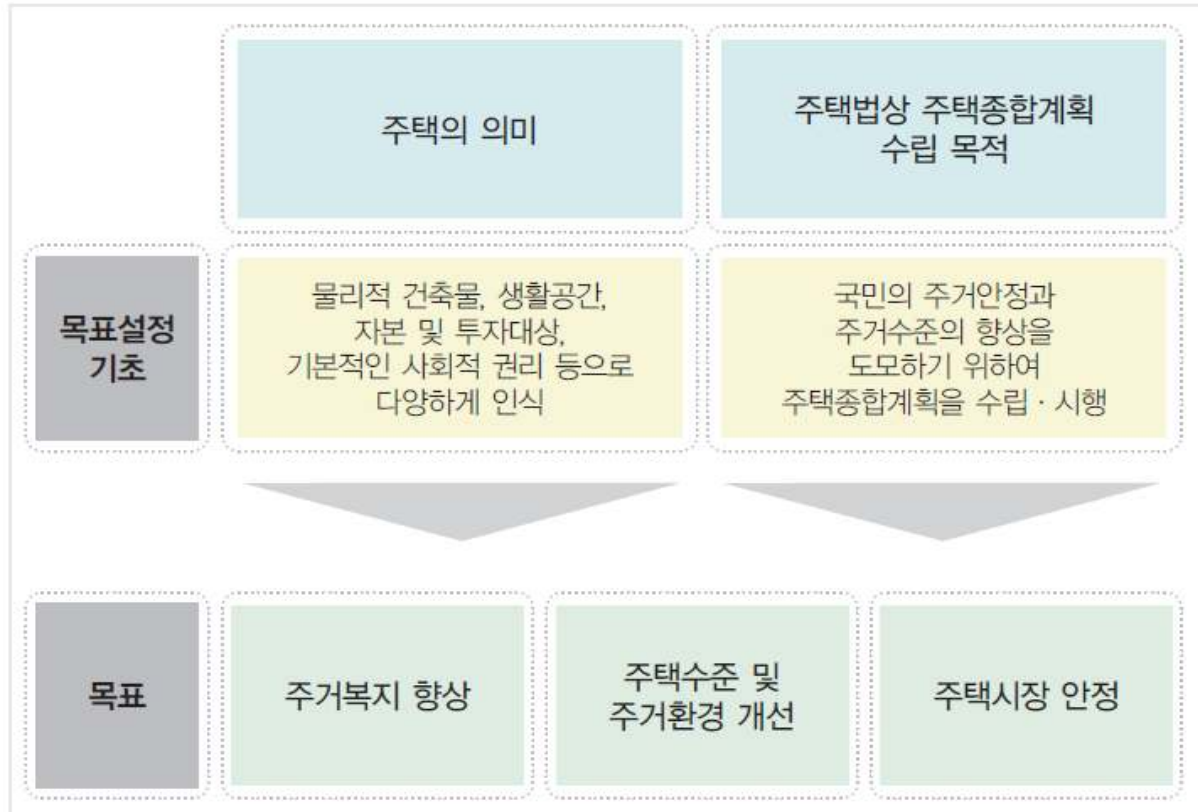 주택의 의미
주택법상 주택종합계획
수립 목적
목표설정
기초
물리적 건축물, 생활공간,
자본 및 투자대상,
기본적인 사회적 권리 등으로
다양하게 인식
국민의 주거안정과
주거수준의 향상을
도모하기 위하여
주택종합계획을 수립 · 시행
목표
주거복지 향상
주택수준 및
주거환경 개선
주택시장 안정